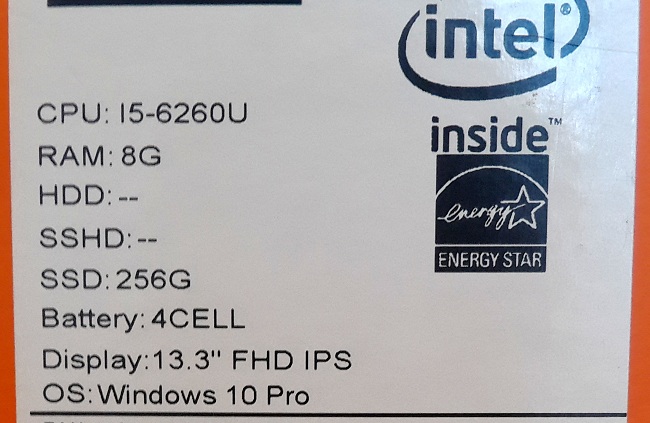 intel®
inside™
energy
ENERGY STAR
CPU: I5-6260U
RAM: 8G
HDD: --
SSHD: --
SSD: 256G
Battery: 4CELL
Display:13.3" FHD IPS
OS:Windows 10 Pro